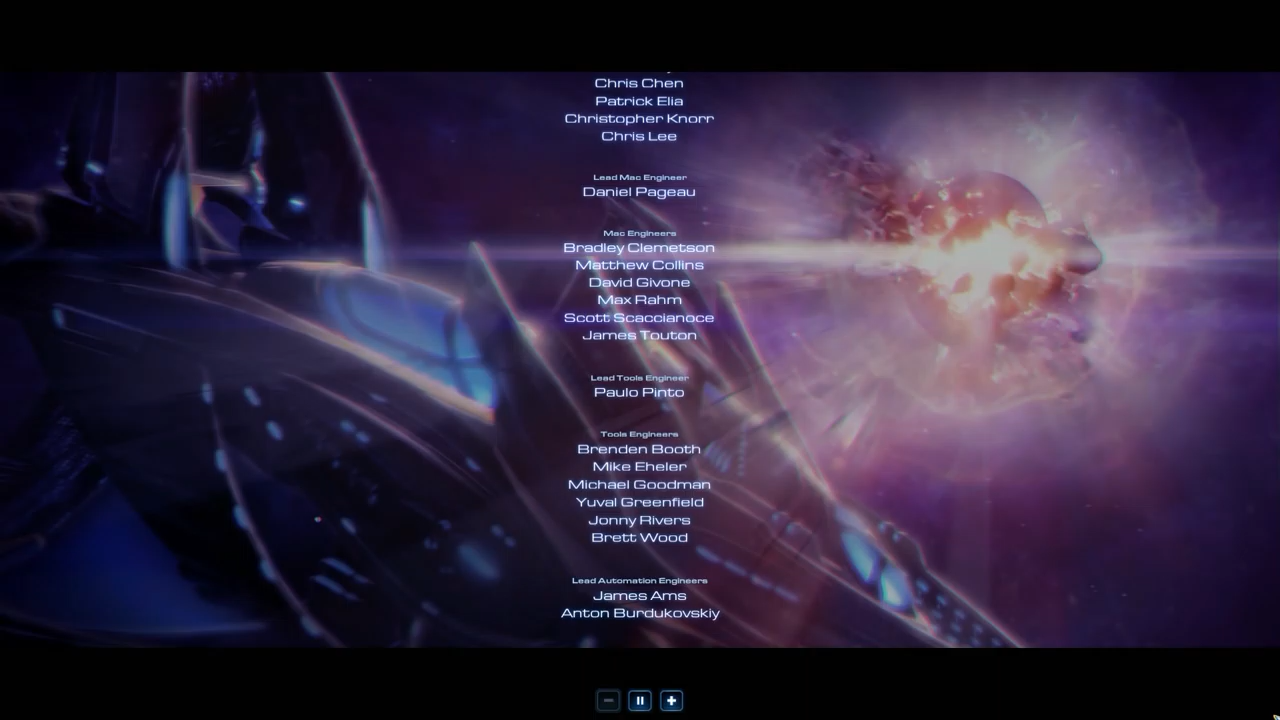 Chris Chen
Patrick Elia
Christopher Knorr
Chris Lee
Lead Mac Engineer
Daniel Pageau
Mac Engineers
Bradley Clemetson
Matthew Collins
David Givone
Max Rahm
Scott Scaccianoce
James Touton
Lead Tools Engineer
Paulo Pinto
Tools Engineers
Brenden Booth
Mike Eheler
Michael Goodman
Yuval Greenfield
Jonny Rivers
Brett Wood
Lead Automation Engineers
James Ams
Anton Burdukovskiy